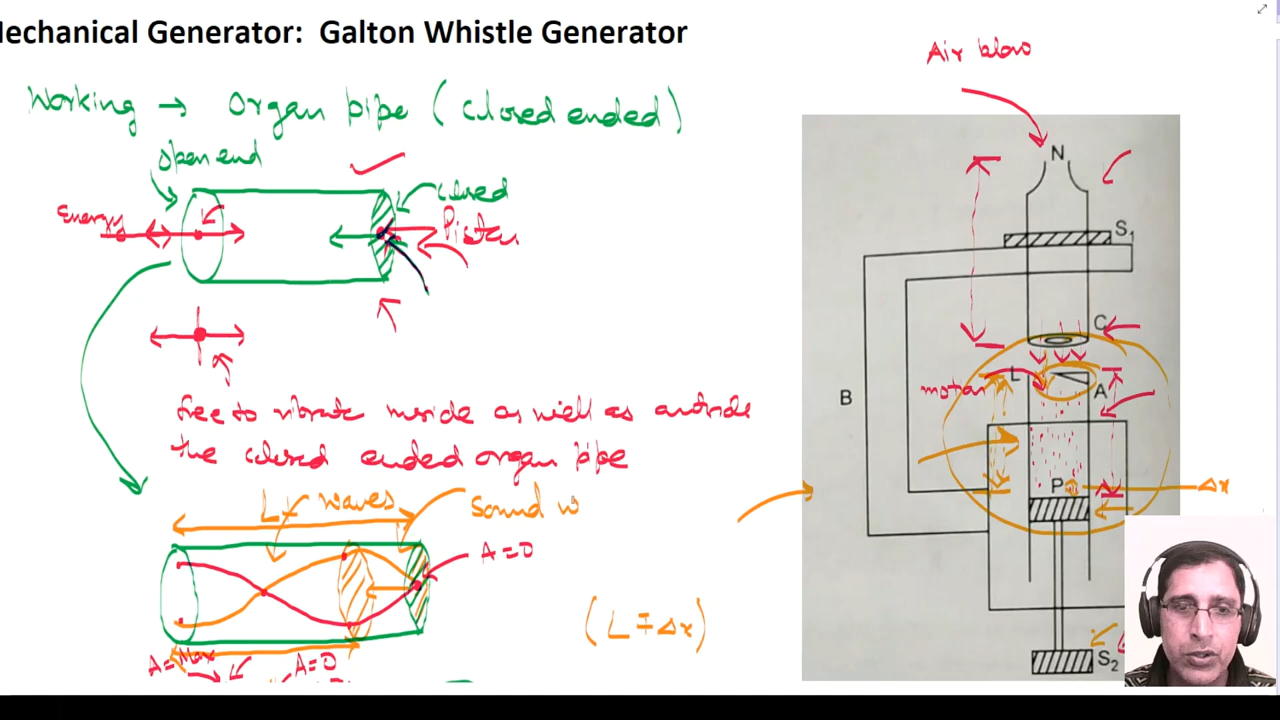 Mechanical Generator: Galton Whistle Generator
Working → Organ pipe (closed ended)
open end
closed
Energy
Piston
free to vibrate inside as well as outside
the closed ended organ pipe
L waves
Sound w
A=0
A=Max
A=0
(L ∓ Δx)
Air blow
N
S₁
C
L
A
B
P
Δx
S₂